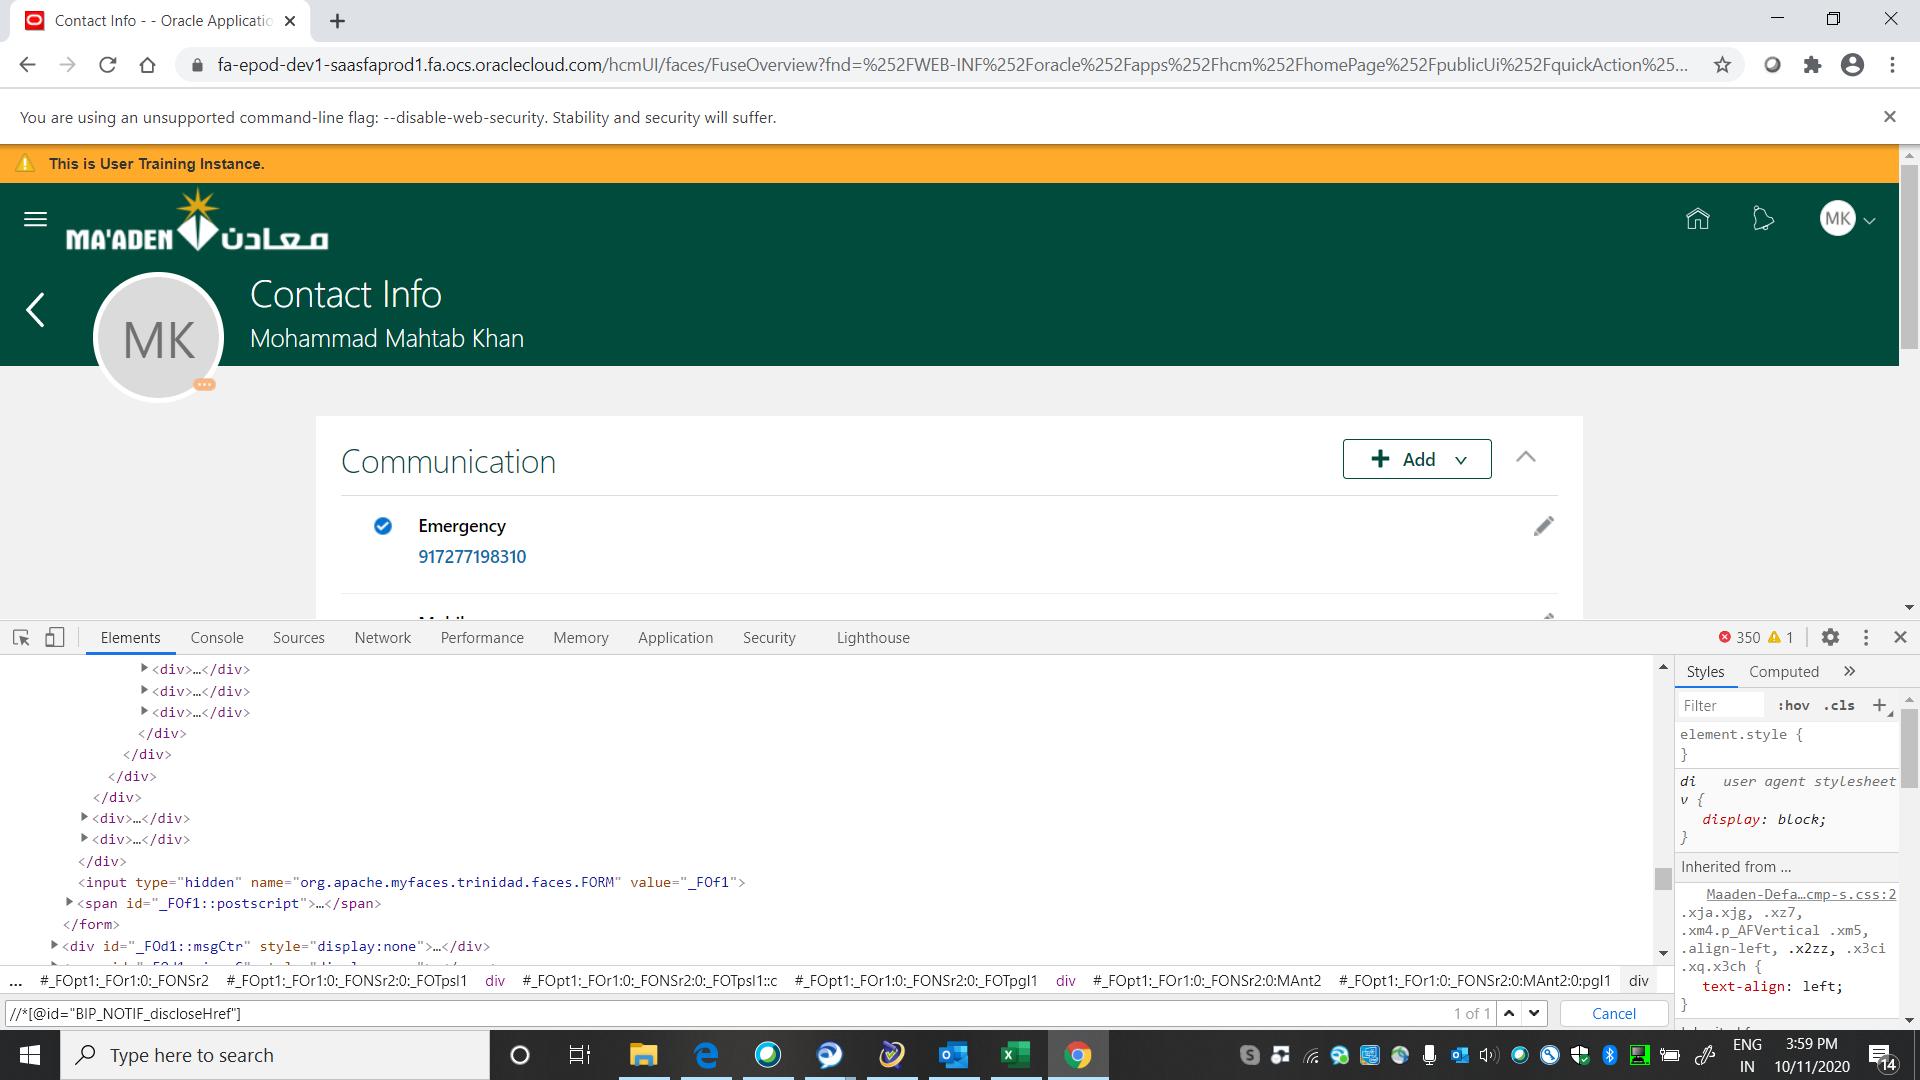 Contact Info - - Oracle Applicatio
fa-epod-dev1-saasfaprod1.fa.ocs.oraclecloud.com/hcmUI/faces/FuseOverview?fnd=%252FWEB-INF%252Foracle%252Fapps%252Fhcm%252FhomePage%252FpublicUi%252FquickAction%25...
You are using an unsupported command-line flag: --disable-web-security. Stability and security will suffer.
This is User Training Instance.
MA'ADEN معادن
MK
MK
Contact Info
Mohammad Mahtab Khan
Communication
Add
Emergency
917277198310
Elements Console Sources Network Performance Memory Application Security Lighthouse
350 1
<div>…</div>
<div>…</div>
<div>…</div>
</div>
</div>
</div>
</div>
<div>…</div>
<div>…</div>
</div>
<input type="hidden" name="org.apache.myfaces.trinidad.faces.FORM" value="_FOf1">
<span id="_FOf1::postscript">…</span>
</form>
<div id="_FOd1::msgCtr" style="display:none">…</div>
... #_FOpt1:_FOr1:0:_FONSr2 #_FOpt1:_FOr1:0:_FONSr2:0:_FOTpsl1 div #_FOpt1:_FOr1:0:_FONSr2:0:_FOTpsl1::c #_FOpt1:_FOr1:0:_FONSr2:0:_FOTpgl1 div #_FOpt1:_FOr1:0:_FONSr2:0:MAnt2 #_FOpt1:_FOr1:0:_FONSr2:0:MAnt2:0:pgl1 div
//*[@id="BIP_NOTIF_discloseHref"]
1 of 1
Cancel
Styles Computed »
Filter :hov .cls +
element.style {
}
di user agent stylesheet
v {
display: block;
}
Inherited from ...
Maaden-Defa…cmp-s.css:2
.xja.xjg, .xz7,
.xm4.p_AFVertical .xm5,
.align-left, .x2zz, .x3ci
.xq.x3ch {
text-align: left;
}
Type here to search
ENG
IN
3:59 PM
10/11/2020
14